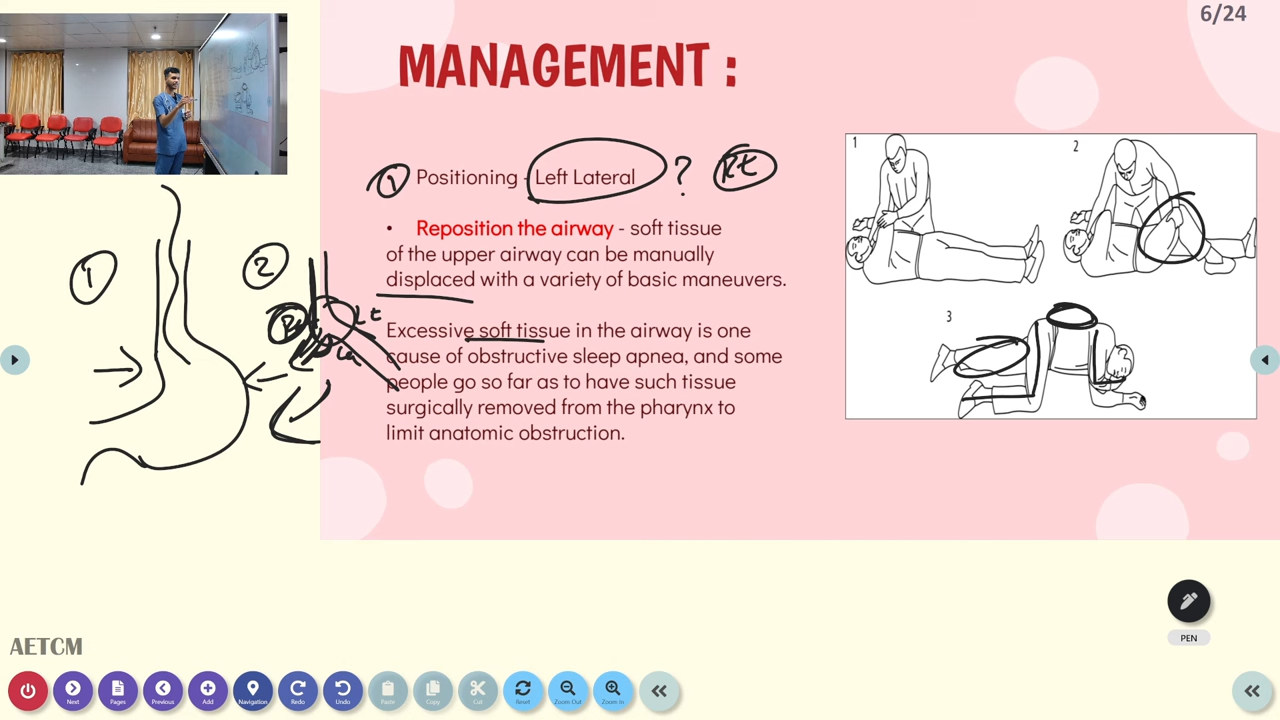 6/24
MANAGEMENT :
1 Positioning - Left Lateral ? Rt
• Reposition the airway - soft tissue
of the upper airway can be manually
displaced with a variety of basic maneuvers.
Excessive soft tissue in the airway is one
cause of obstructive sleep apnea, and some
people go so far as to have such tissue
surgically removed from the pharynx to
limit anatomic obstruction.
1
2
3
1
2
Lt
PEN
AETCM
Next
Pages
Previous
Add
Navigation
Redo
Undo
Paste
Copy
Cut
Reset
Zoom Out
Zoom In